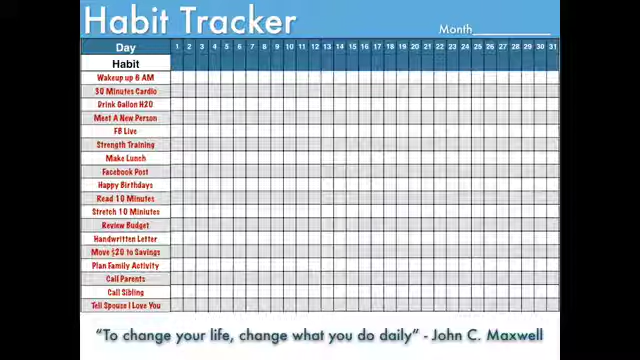 Habit Tracker
Month____________
Day 1 2 3 4 5 6 7 8 9 10 11 12 13 14 15 16 17 18 19 20 21 22 23 24 25 26 27 28 29 30 31
Habit
Wakeup up 6 AM
30 Minutes Cardio
Drink Gallon H20
Meet A New Person
FB Live
Strength Training
Make Lunch
Facebook Post
Happy Birthdays
Read 10 Minutes
Stretch 10 Miniutes
Review Budget
Handwritten Letter
Move $20 to Savings
Plan Family Activity
Call Parents
Call Sibling
Tell Spouse I Love You
“To change your life, change what you do daily” - John C. Maxwell